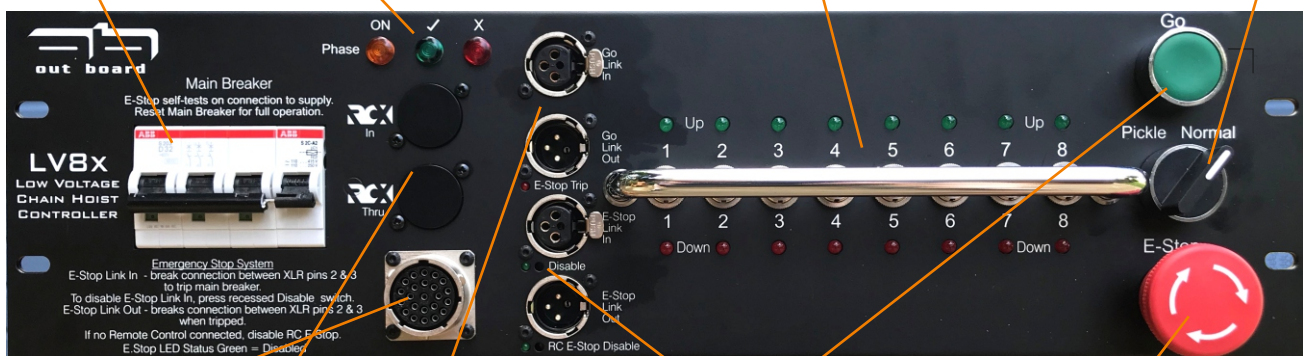 out board
LV8x
LOW VOLTAGE
CHAIN HOIST
CONTROLLER
Main Breaker
E-Stop self-tests on connection to supply.
Reset Main Breaker for full operation.
ABB
ABB
S 2C-A2
Emergency Stop System
E-Stop Link In - break connection between XLR pins 2 & 3
to trip main breaker.
To disable E-Stop Link In, press recessed Disable switch.
E-Stop Link Out - breaks connection between XLR pins 2 & 3
when tripped.
If no Remote Control connected, disable RC E-Stop.
E.Stop LED Status Green = Disabled
ON ✓ X
Phase
RCX
In
RCX
Thru
Go
Link
In
Go
Link
Out
E-Stop Trip
E-Stop
Link
In
Disable
E-Stop
Link
Out
RC E-Stop Disable
Up Up
1 2 3 4 5 6 7 8
1 2 3 4 5 6 7 8
Down Down
Go
Pickle Normal
E-Stop